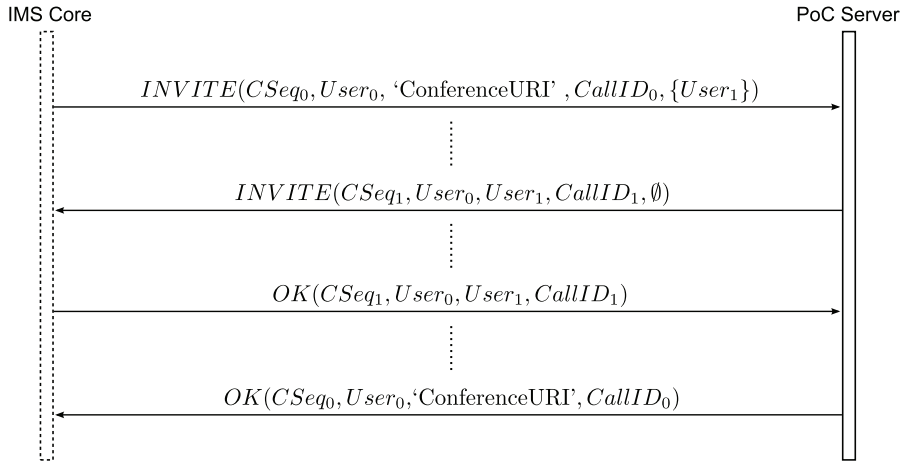 IMS Core
PoC Server
INVITE(CSeq₀, User₀, ‘ConferenceURI’ , CallID₀, {User₁})
INVITE(CSeq₁, User₀, User₁, CallID₁, ∅)
OK(CSeq₁, User₀, User₁, CallID₁)
OK(CSeq₀, User₀,‘ConferenceURI’, CallID₀)